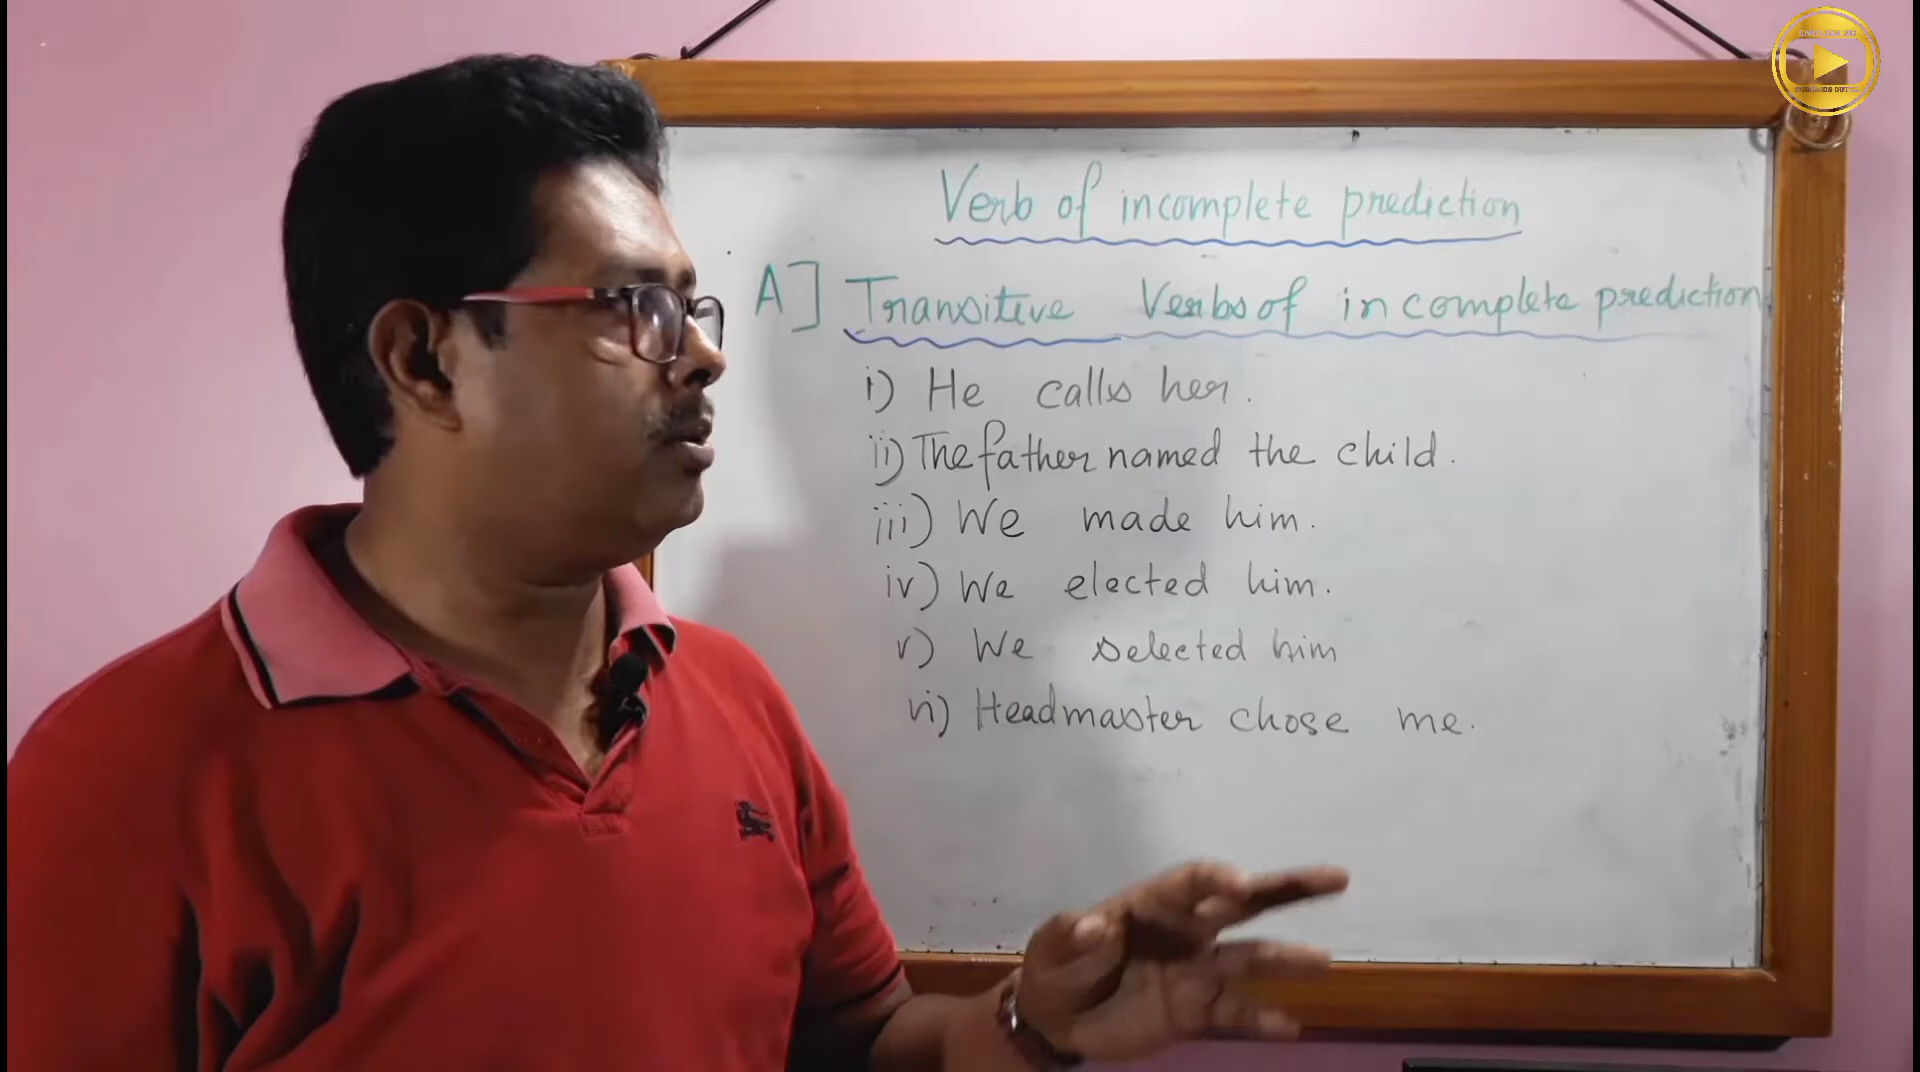 Verb of incomplete prediction
A] Transitive Verbs of incomplete prediction
i) He calls her.
ii) The father named the child.
iii) We made him.
iv) We elected him.
v) We selected him
vi) Headmaster chose me.